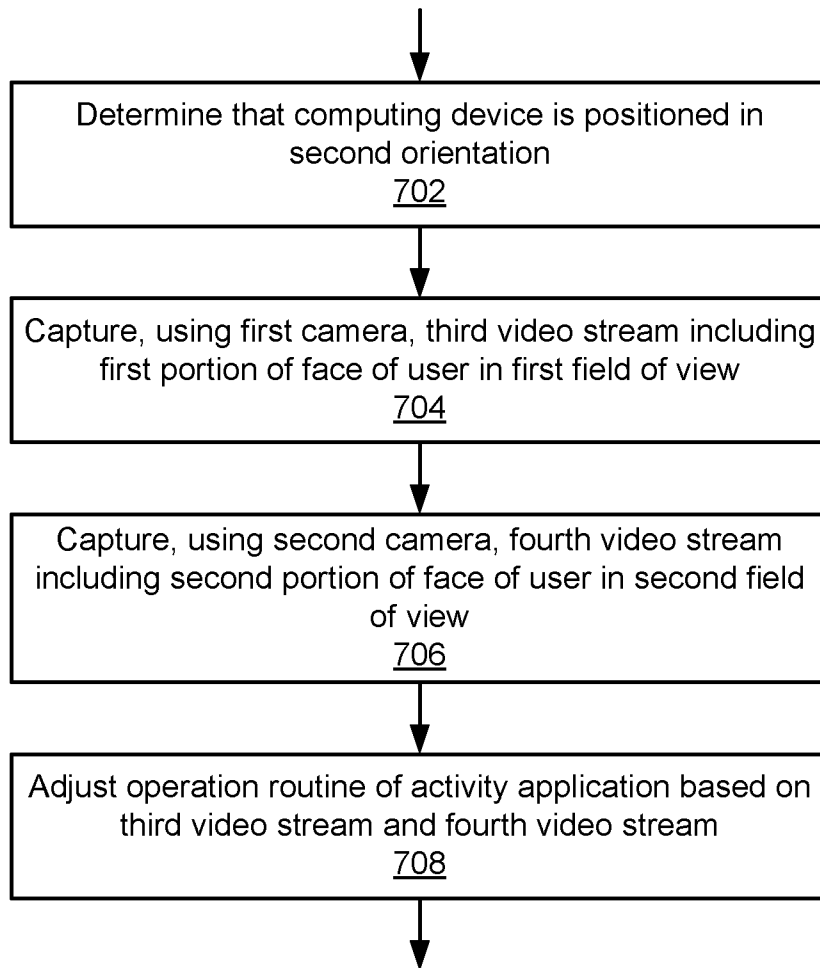 Determine that computing device is positioned in
second orientation
702
Capture, using first camera, third video stream including
first portion of face of user in first field of view
704
Capture, using second camera, fourth video stream
including second portion of face of user in second field
of view
706
Adjust operation routine of activity application based on
third video stream and fourth video stream
708